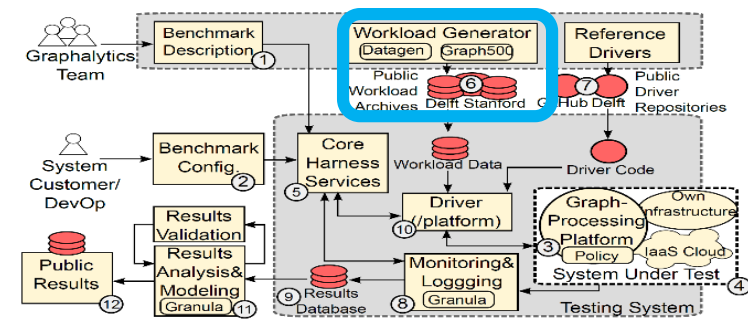 Graphalytics
Team
Benchmark
Description
1
Workload Generator
Datagen
Graph500
Reference
Drivers
Public
Workload
Archives
6
Delft Stanford
7
GitHub Delft
Public
Driver
Repositories
System
Customer/
DevOp
Benchmark
Config.
2
Core
Harness
Services
5
Workload Data
Driver Code
Driver
(/platform)
10
Graph-
Processing
Platform
Policy
3
Own
Infrastructure
IaaS Cloud
System Under Test
4
Results
Validation
Results
Analysis&
Modeling
Granula
11
Public
Results
12
9
Results
Database
Monitoring&
Loggging
Granula
8
Testing System